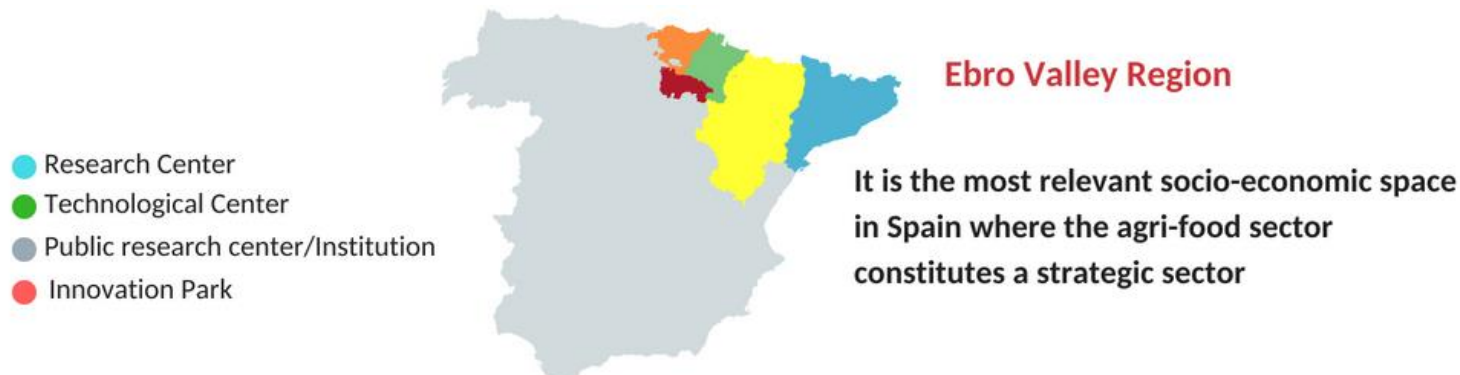 Ebro Valley Region
Research Center
Technological Center
Public research center/Institution
Innovation Park
It is the most relevant socio-economic space
in Spain where the agri-food sector
constitutes a strategic sector